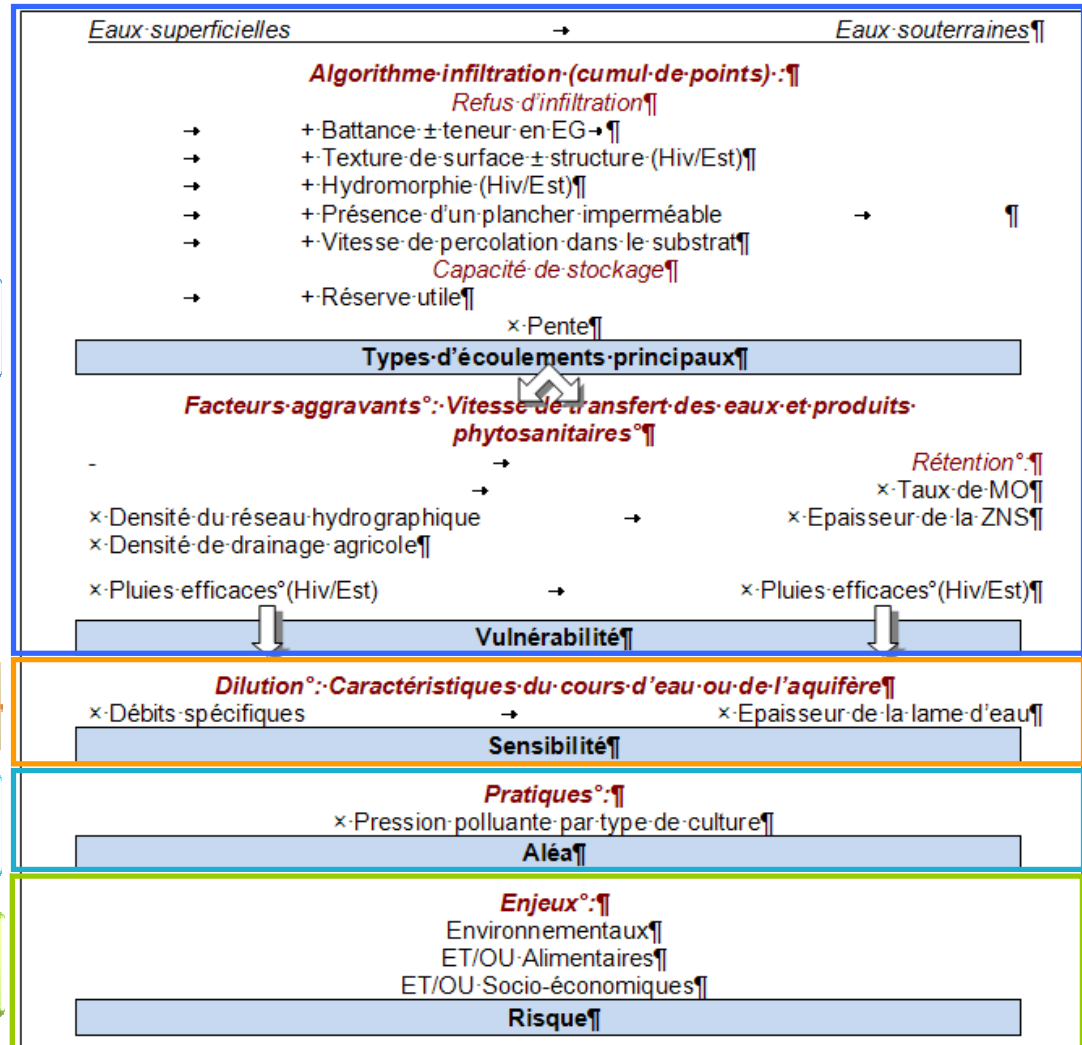 Eaux·superficielles → Eaux·souterraines¶
Algorithme·infiltration·(cumul·de·points)·:¶
Refus·d'infiltration¶
→ +·Battance·±·teneur·en·EG→¶
→ +·Texture·de·surface·±·structure·(Hiv/Est)¶
→ +·Hydromorphie·(Hiv/Est)¶
→ +·Présence·d'un·plancher·imperméable → ¶
→ +·Vitesse·de·percolation·dans·le·substrat¶
Capacité·de·stockage¶
→ +·Réserve·utile¶
×·Pente¶
Types·d'écoulements·principaux¶
Facteurs·aggravants°:·Vitesse·de·transfert·des·eaux·et·produits·
phytosanitaires°¶
- → Rétention°:¶
→ ×·Taux·de·MO¶
×·Densité·du·réseau·hydrographique → ×·Epaisseur·de·la·ZNS¶
×·Densité·de·drainage·agricole¶
×·Pluies·efficaces°(Hiv/Est) → ×·Pluies·efficaces°(Hiv/Est)¶
Vulnérabilité¶
Dilution°:·Caractéristiques·du·cours·d'eau·ou·de·l'aquifère¶
×·Débits·spécifiques → ×·Epaisseur·de·la·lame·d'eau¶
Sensibilité¶
Pratiques°:¶
×·Pression·polluante·par·type·de·culture¶
Aléa¶
Enjeux°:¶
Environnementaux¶
ET/OU·Alimentaires¶
ET/OU·Socio-économiques¶
Risque¶